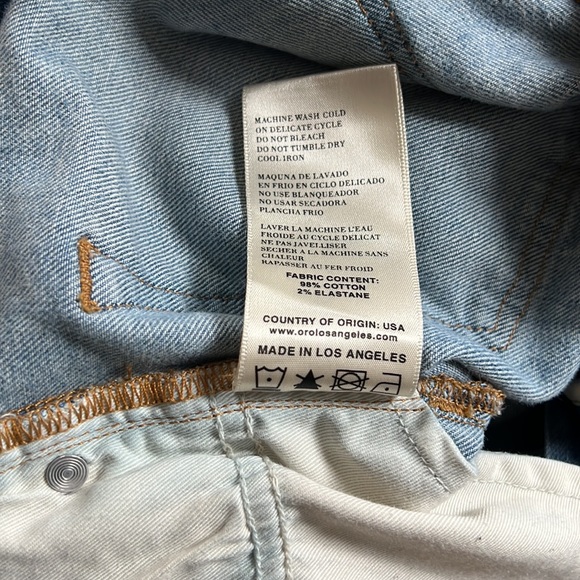 MACHINE WASH COLD
ON DELICATE CYCLE
DO NOT BLEACH
DO NOT TUMBLE DRY
COOL IRON
MAQUNA DE LAVADO
EN FRIO EN CICLO DELICADO
NO USE BLANQUEADOR
NO USAR SECADORA
PLANCHA FRIO
LAVER LA MACHINE L'EAU
FROIDE AU CYCLE DELICAT
NE PAS JAVELLISER
SECHER A LA MACHINE SANS
CHALEUR
RAPASSER AU FER FROID
FABRIC CONTENT:
98% COTTON
2% ELASTANE
COUNTRY OF ORIGIN: USA
www.orolosangeles.com
MADE IN LOS ANGELES